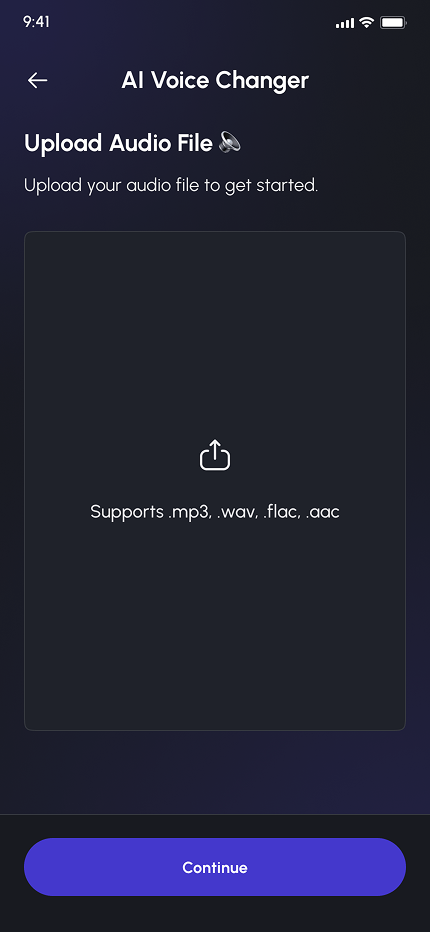 9:41
AI Voice Changer
Upload Audio File 🔈
Upload your audio file to get started.
Supports .mp3, .wav, .flac, .aac
Continue